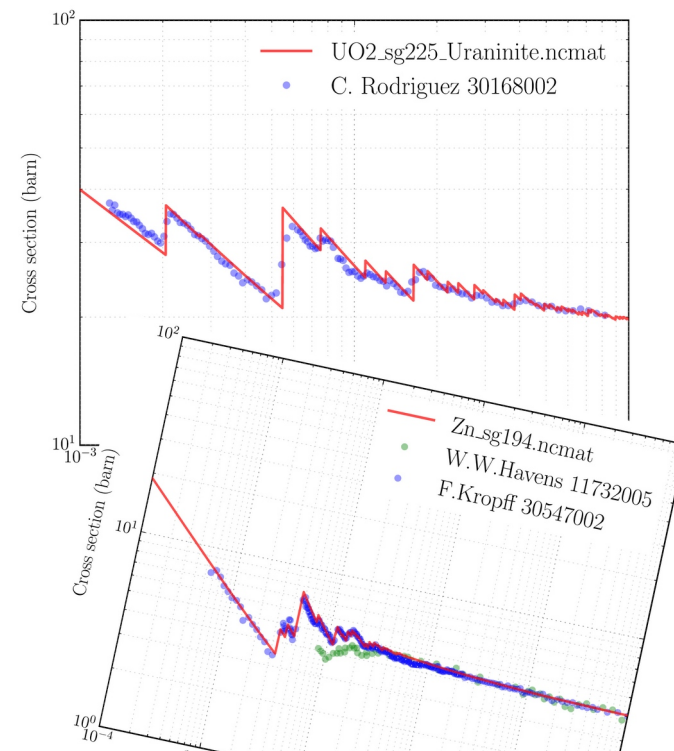 10²
UO2_sg225_Uraninite.ncmat
C. Rodriguez 30168002
Cross section (barn)
10¹
10⁻³
10²
Zn_sg194.ncmat
W.W.Havens 11732005
F.Kropff 30547002
Cross section (barn)
10¹
10⁰
10⁻⁴